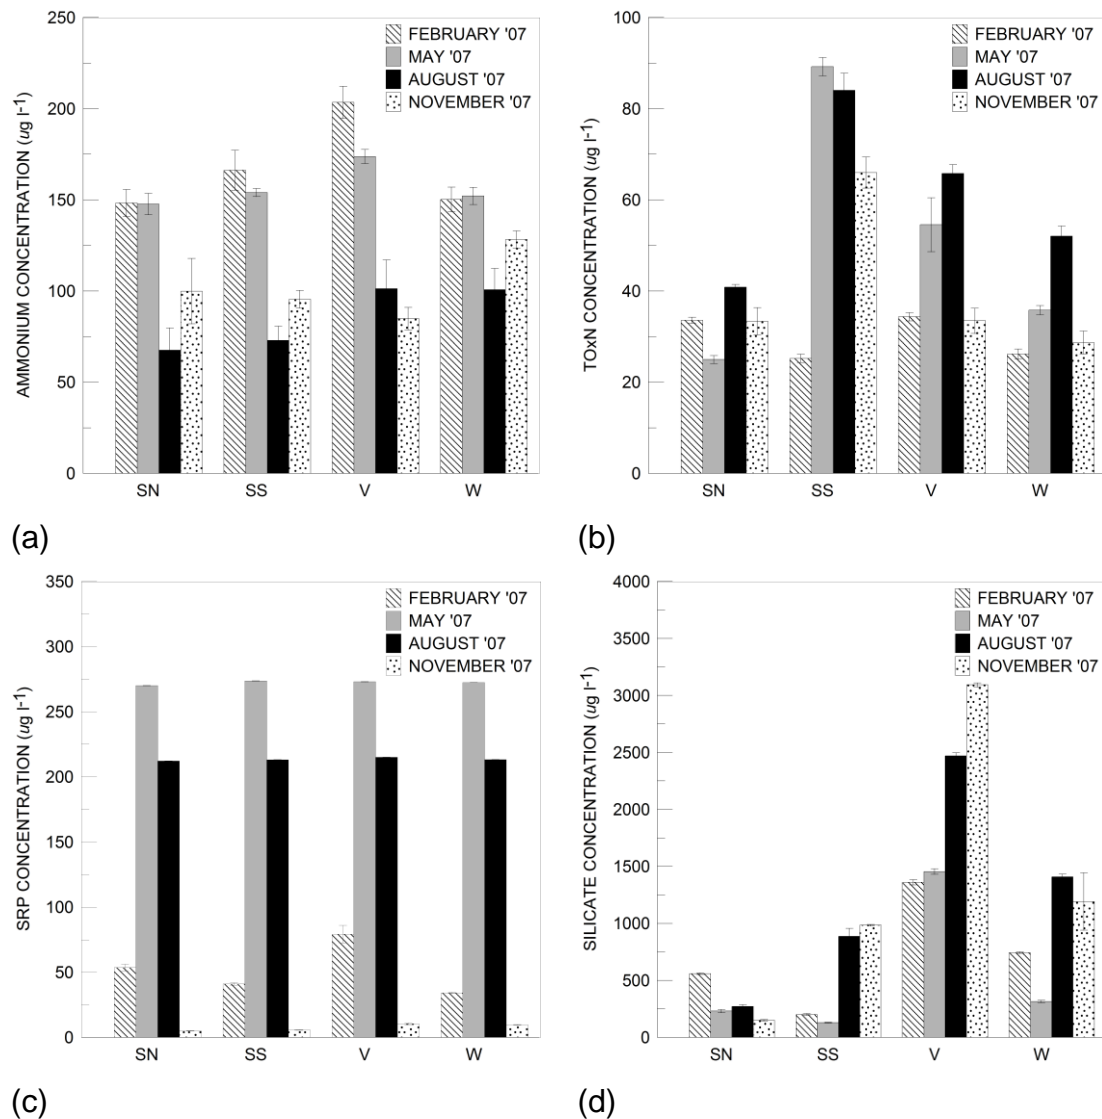 AMMONIUM CONCENTRATION (ug l-1)
250
200
150
100
50
0
FEBRUARY '07
MAY '07
AUGUST '07
NOVEMBER '07
SN SS V W
(a)
TOxN CONCENTRATION (ug l-1)
100
80
60
40
20
0
FEBRUARY '07
MAY '07
AUGUST '07
NOVEMBER '07
SN SS V W
(b)
SRP CONCENTRATION (ug l-1)
350
300
250
200
150
100
50
0
FEBRUARY '07
MAY '07
AUGUST '07
NOVEMBER '07
SN SS V W
(c)
SILICATE CONCENTRATION (ug l-1)
4000
3500
3000
2500
2000
1500
1000
500
0
FEBRUARY '07
MAY '07
AUGUST '07
NOVEMBER '07
SN SS V W
(d)